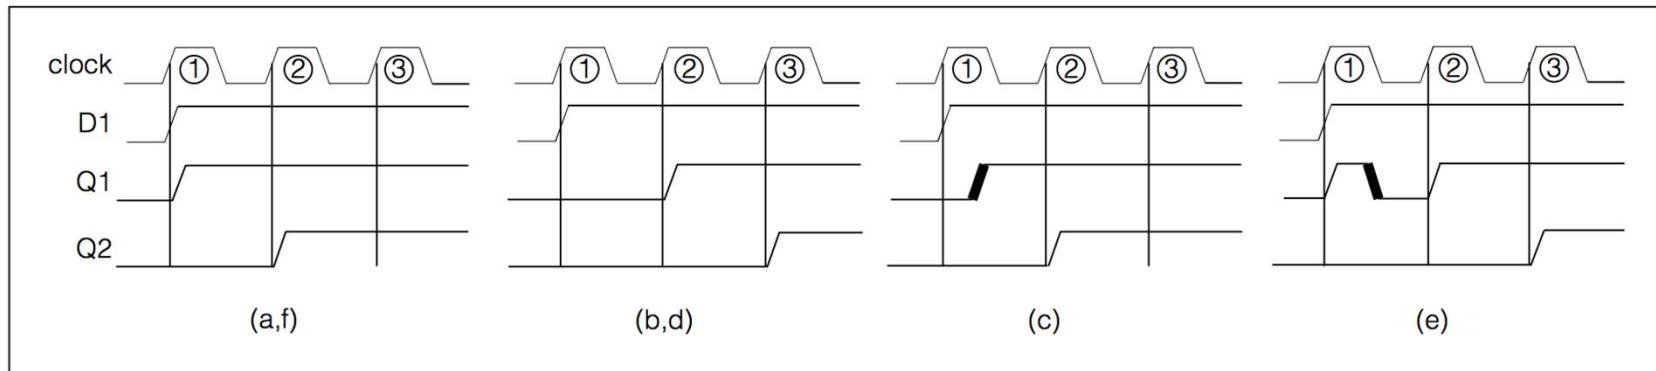 clock ① ② ③ ① ② ③ ① ② ③ ① ② ③
D1
Q1
Q2
(a,f) (b,d) (c) (e)